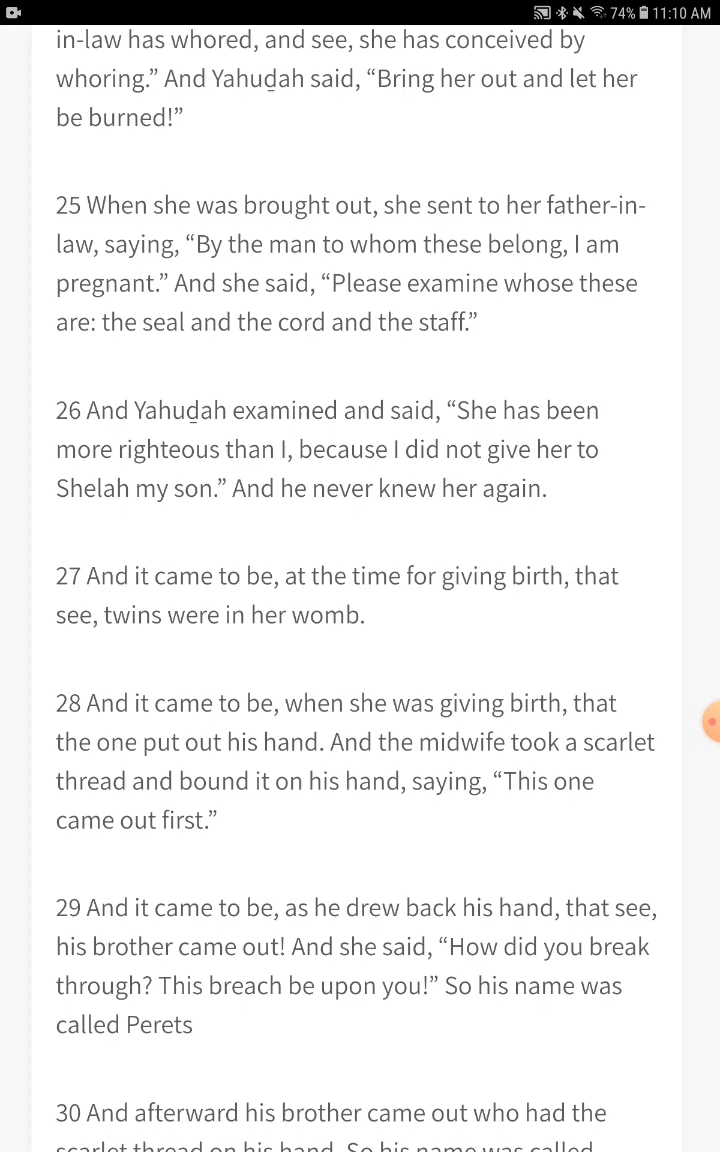 74% 11:10 AM
in-law has whored, and see, she has conceived by
whoring.” And Yahuḏah said, “Bring her out and let her
be burned!”
25 When she was brought out, she sent to her father-in-
law, saying, “By the man to whom these belong, I am
pregnant.” And she said, “Please examine whose these
are: the seal and the cord and the staff.”
26 And Yahuḏah examined and said, “She has been
more righteous than I, because I did not give her to
Shelah my son.” And he never knew her again.
27 And it came to be, at the time for giving birth, that
see, twins were in her womb.
28 And it came to be, when she was giving birth, that
the one put out his hand. And the midwife took a scarlet
thread and bound it on his hand, saying, “This one
came out first.”
29 And it came to be, as he drew back his hand, that see,
his brother came out! And she said, “How did you break
through? This breach be upon you!” So his name was
called Perets
30 And afterward his brother came out who had the
scarlet thread on his hand. So his name was called